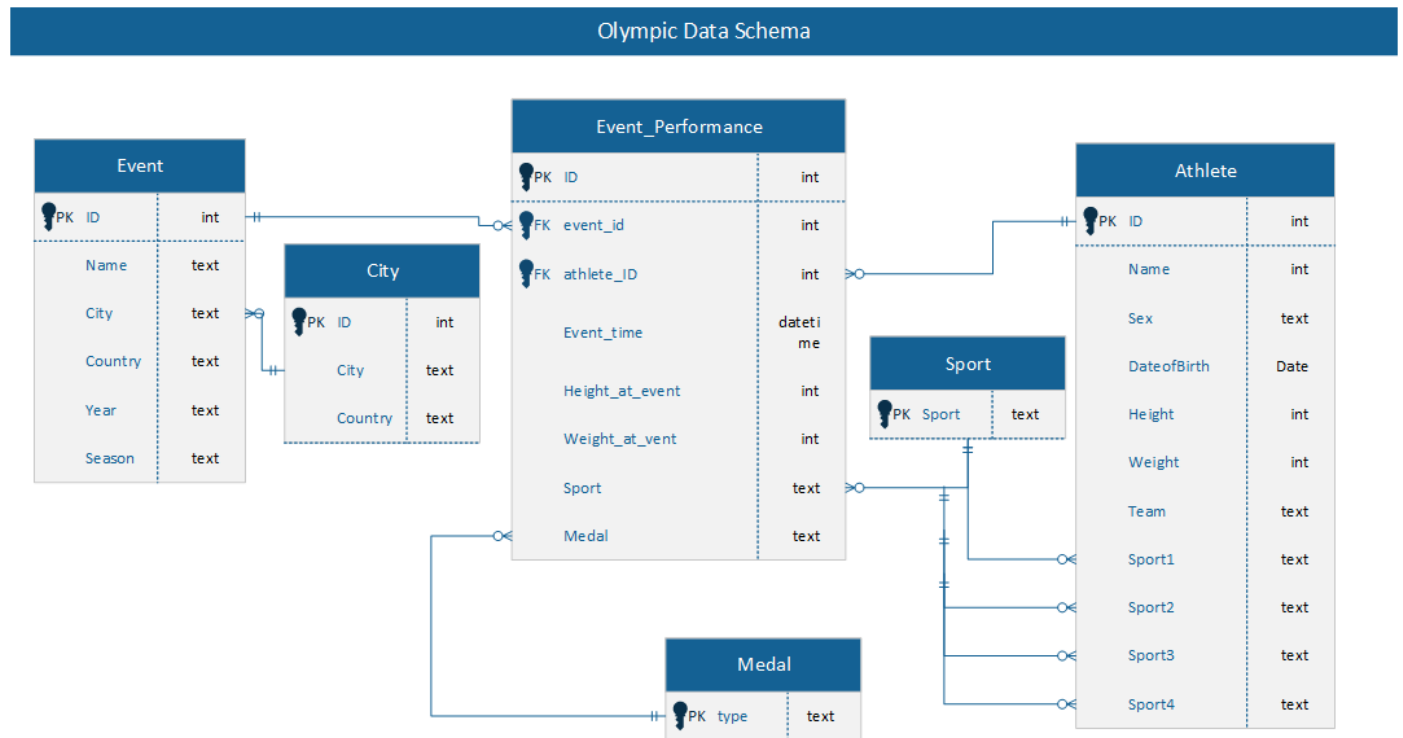 Olympic Data Schema
Event
PK ID int
Name text
City text
Country text
Year text
Season text
City
PK ID int
City text
Country text
Event_Performance
PK ID int
FK event_id int
FK athlete_ID int
Event_time dateti
me
Height_at_event int
Weight_at_vent int
Sport text
Medal text
Sport
PK Sport text
Athlete
PK ID int
Name int
Sex text
DateofBirth Date
Height int
Weight int
Team text
Sport1 text
Sport2 text
Sport3 text
Sport4 text
Medal
PK type text